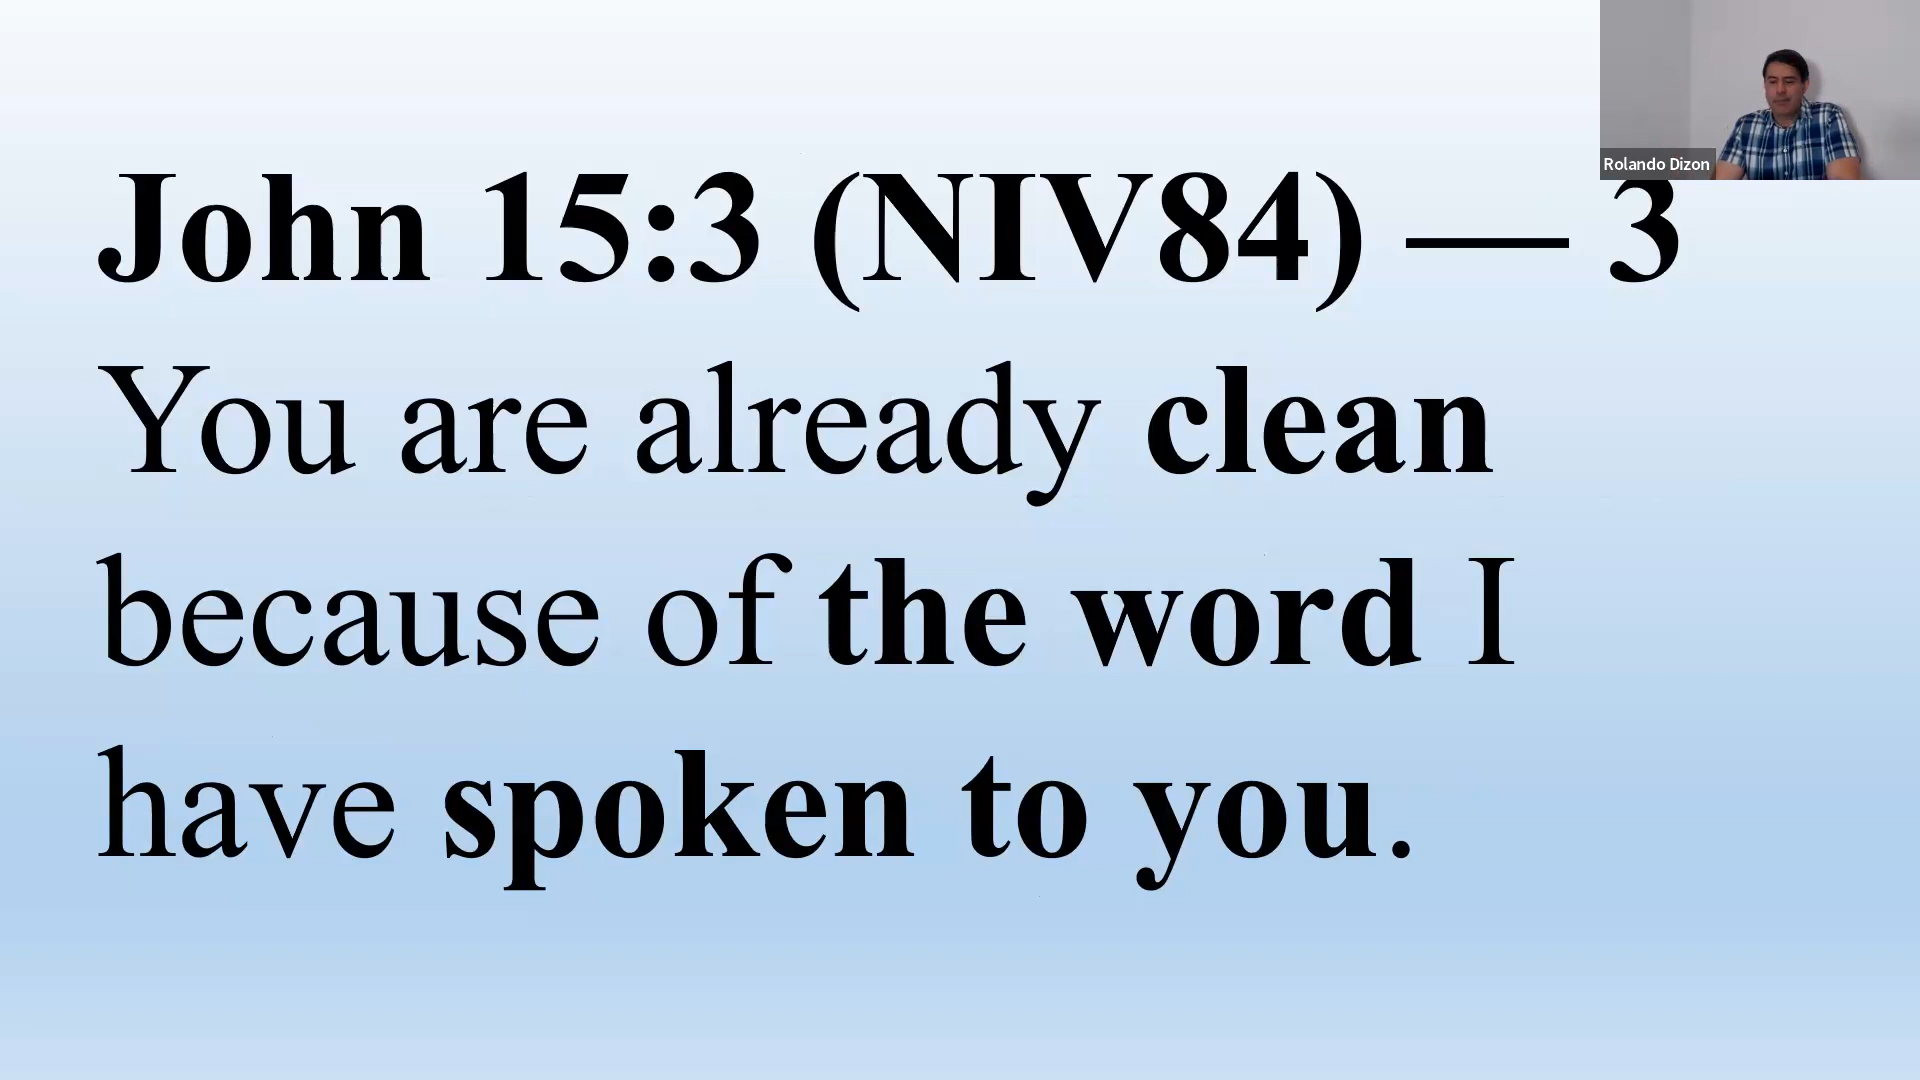 Rolando Dizon
John 15:3 (NIV84) — 3
You are already clean
because of the word I
have spoken to you.